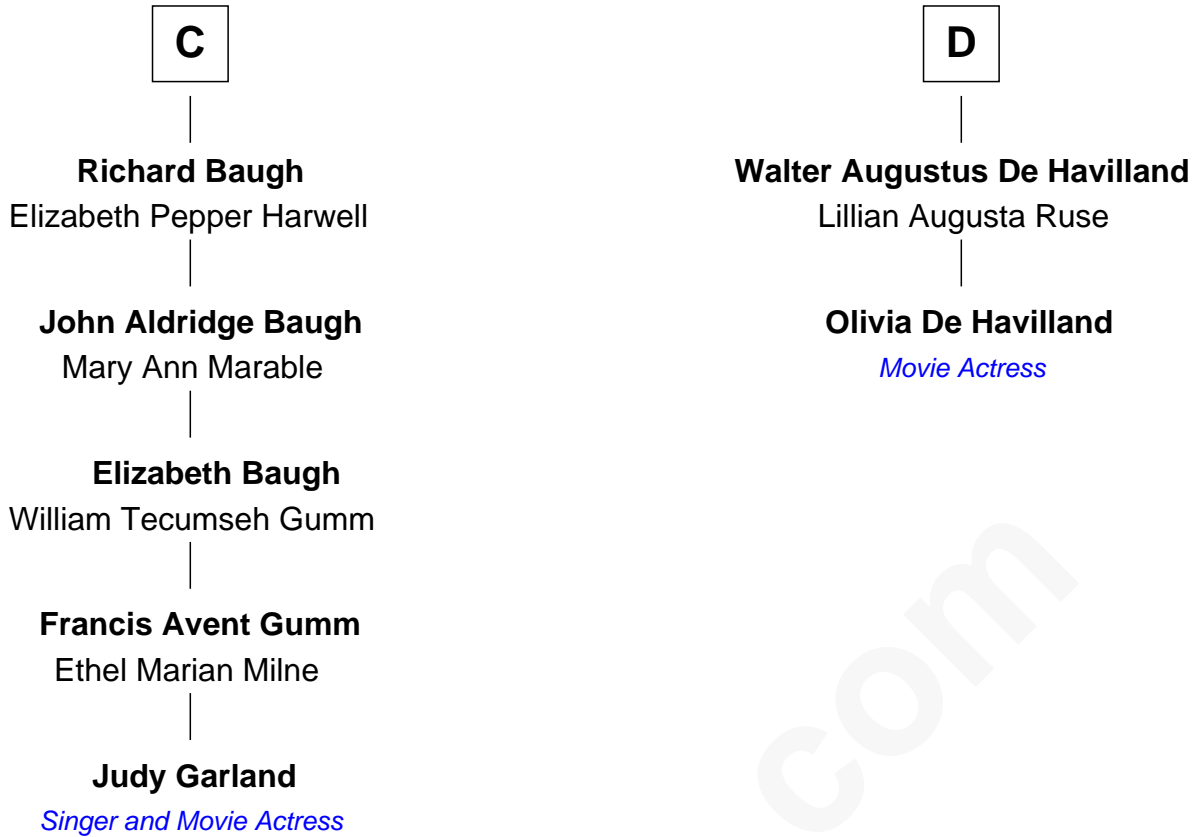 C
Richard Baugh
Elizabeth Pepper Harwell
John Aldridge Baugh
Mary Ann Marable
Elizabeth Baugh
William Tecumseh Gumm
Francis Avent Gumm
Ethel Marian Milne
Judy Garland
Singer and Movie Actress
D
Walter Augustus De Havilland
Lillian Augusta Ruse
Olivia De Havilland
Movie Actress
com